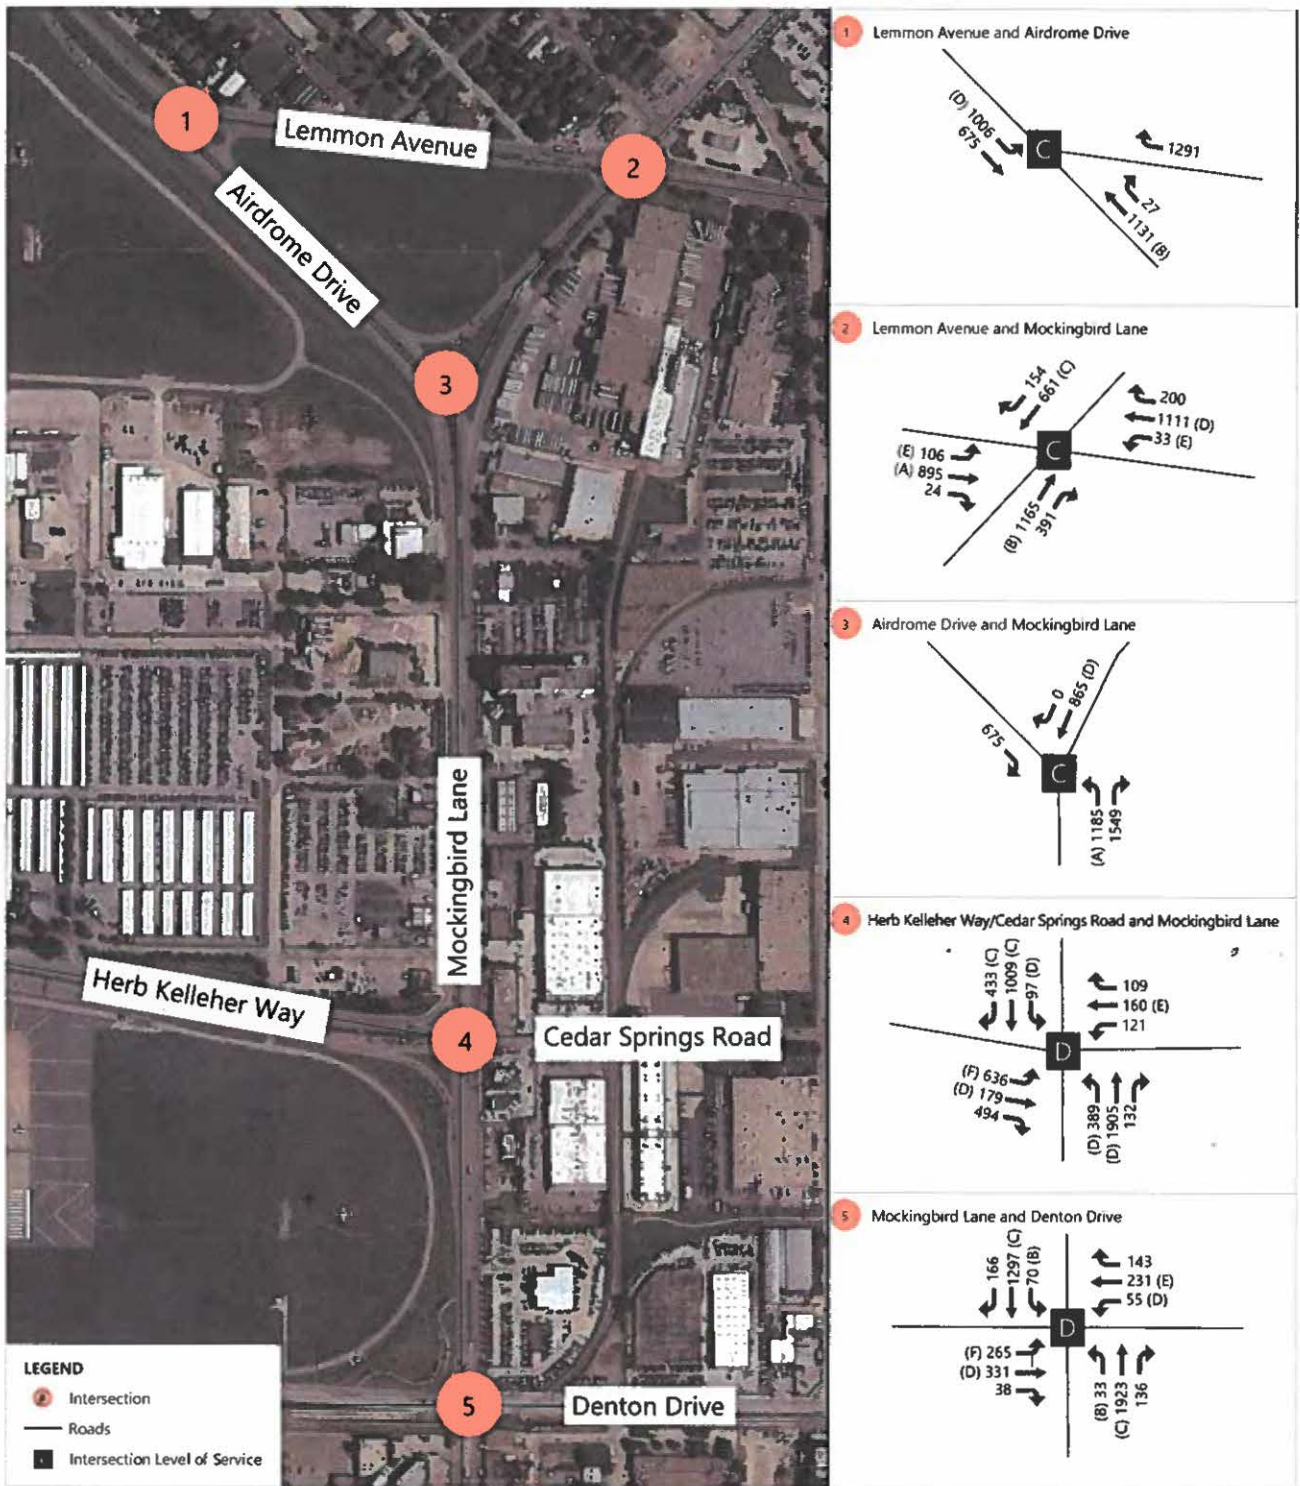 1
Lemmon Avenue
2
Airdrome Drive
3
Mockingbird Lane
Herb Kelleher Way
4
Cedar Springs Road
5
Denton Drive
LEGEND
Intersection
Roads
Intersection Level of Service
1 Lemmon Avenue and Airdrome Drive
(D) 1006
675
C
1291
27
1131 (B)
2 Lemmon Avenue and Mockingbird Lane
154
661 (C)
200
1111 (D)
33 (E)
C
(E) 106
(A) 895
24
(B) 1165
391
3 Airdrome Drive and Mockingbird Lane
0
865 (D)
675
C
(A) 1185
1549
4 Herb Kelleher Way/Cedar Springs Road and Mockingbird Lane
433 (C)
1009 (C)
97 (D)
109
160 (E)
121
D
(F) 636
(D) 179
494
(D) 389
(D) 1905
132
5 Mockingbird Lane and Denton Drive
166
1297 (C)
70 (B)
143
231 (E)
55 (D)
D
(F) 265
(D) 331
38
(B) 33
(C) 1923
136